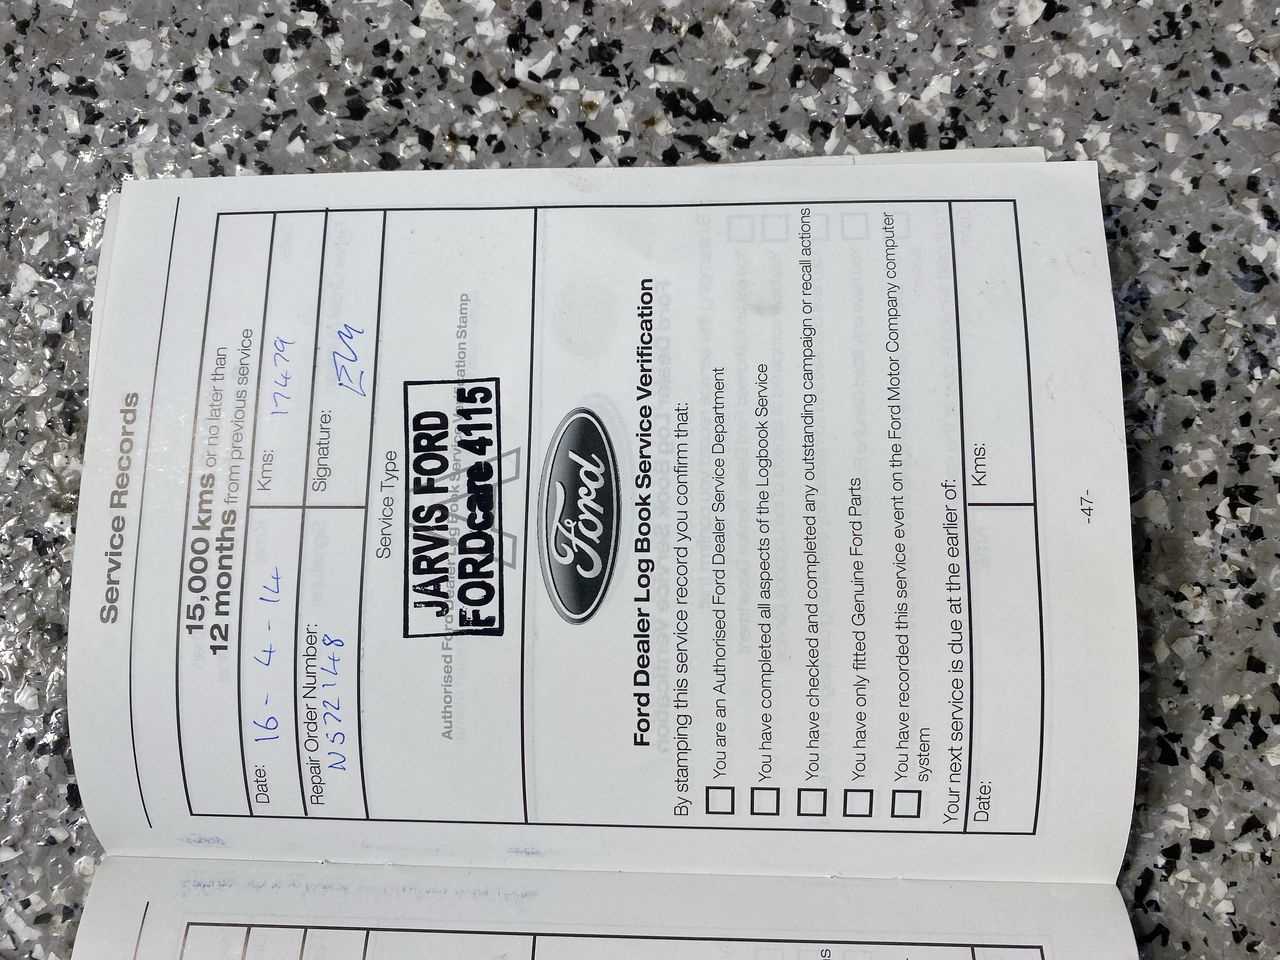 Service Records
15,000 kms or no later than
12 months from previous service
Date: 16-4-14 Kms: 17479
Repair Order Number: Signature:
NS72148
Service Type
JARVIS FORD
Authorised Ford Dealer Log Book Service Verification Stamp
FORDcare 4115
Ford
Ford Dealer Log Book Service Verification
By stamping this service record you confirm that:
You are an Authorised Ford Dealer Service Department
You have completed all aspects of the Logbook Service
You have checked and completed any outstanding campaign or recall actions
You have only fitted Genuine Ford Parts
You have recorded this service event on the Ford Motor Company computer
system
Your next service is due at the earlier of:
Date: Kms:
-47-